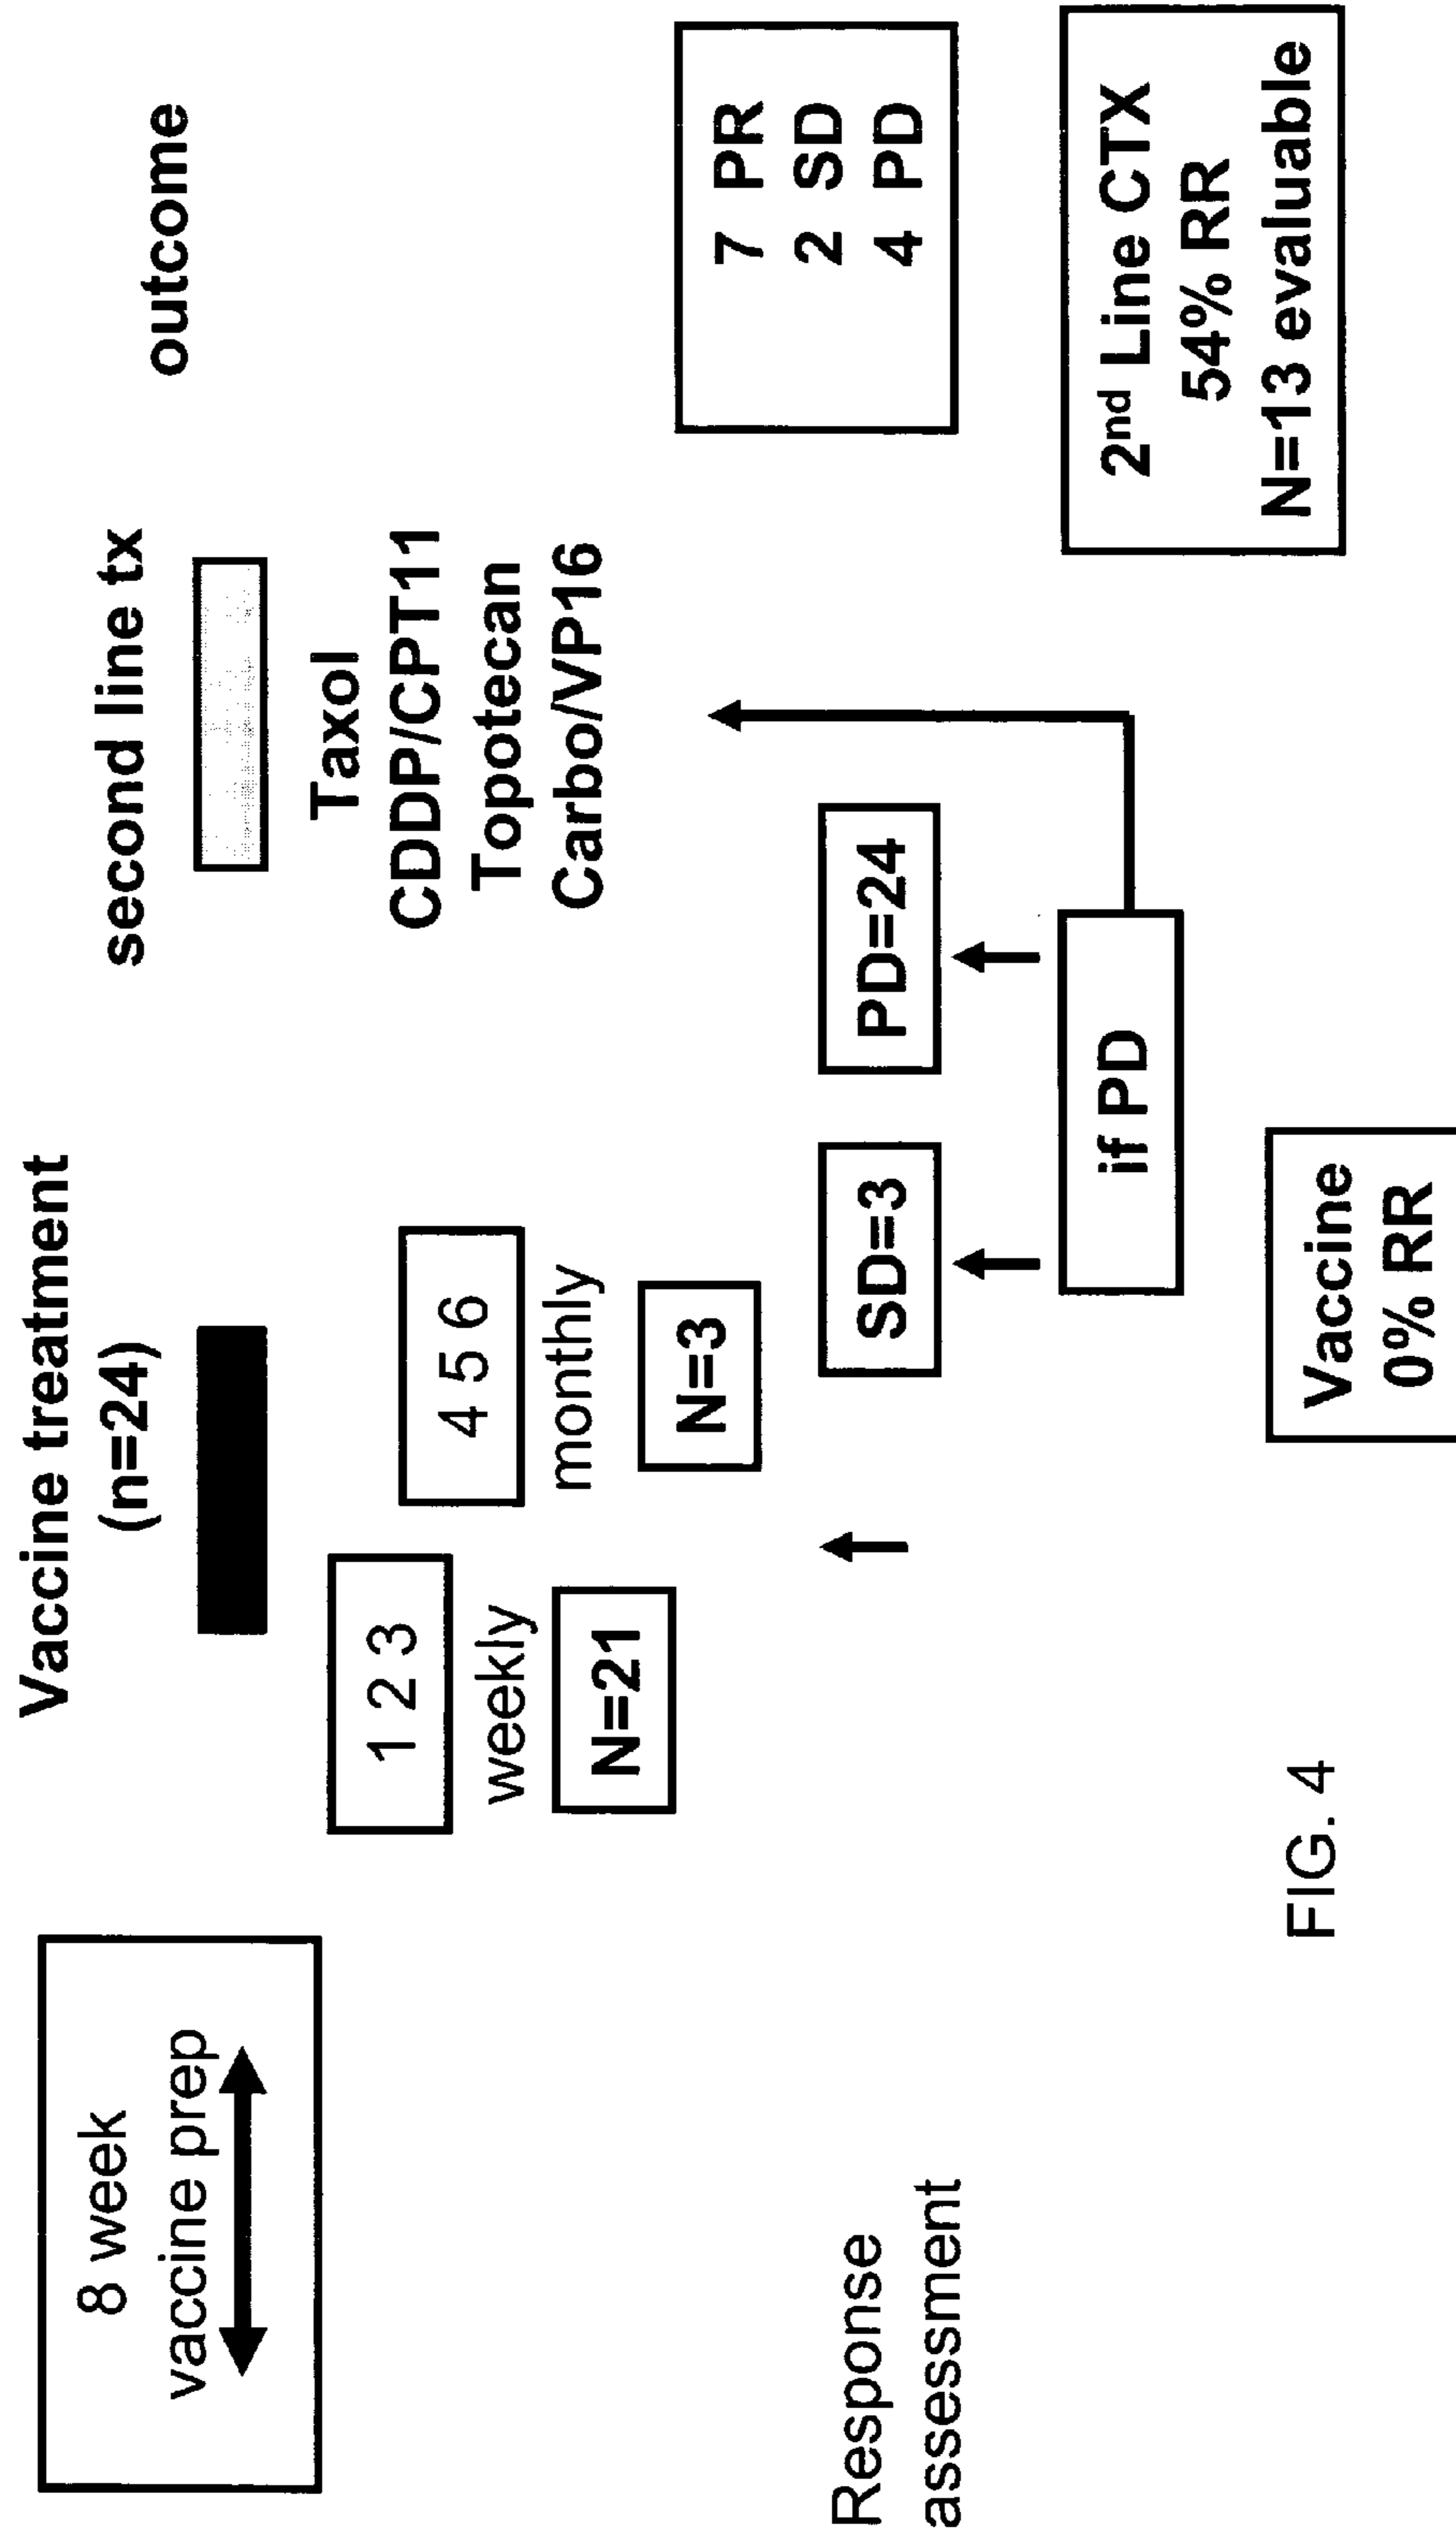 8 week
vaccine prep
Vaccine treatment
(n=24)
1 2 3
weekly
N=21
4 5 6
monthly
N=3
second line tx
Taxol
CDDP/CPT11
Topotecan
Carbo/VP16
outcome
7 PR
2 SD
4 PD
Response
assessment
SD=3
PD=24
if PD
Vaccine
0% RR
2nd Line CTX
54% RR
N=13 evaluable
FIG. 4